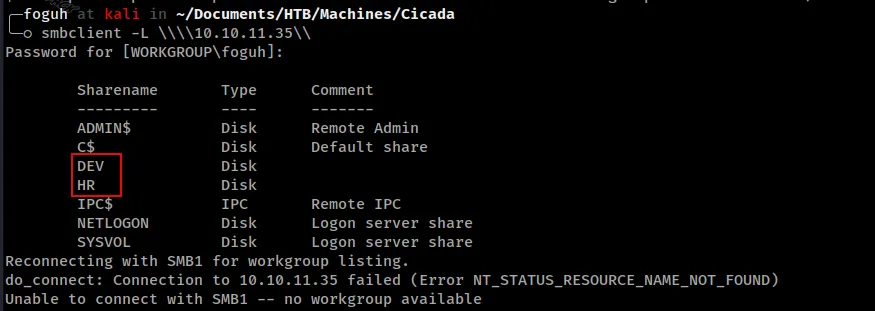 foguh at kali in ~/Documents/HTB/Machines/Cicada
smbclient -L \\\\10.10.11.35\\
Password for [WORKGROUP\foguh]:
Sharename Type Comment
--------- ---- -------
ADMIN$ Disk Remote Admin
C$ Disk Default share
DEV Disk
HR Disk
IPC$ IPC Remote IPC
NETLOGON Disk Logon server share
SYSVOL Disk Logon server share
Reconnecting with SMB1 for workgroup listing.
do_connect: Connection to 10.10.11.35 failed (Error NT_STATUS_RESOURCE_NAME_NOT_FOUND)
Unable to connect with SMB1 -- no workgroup available